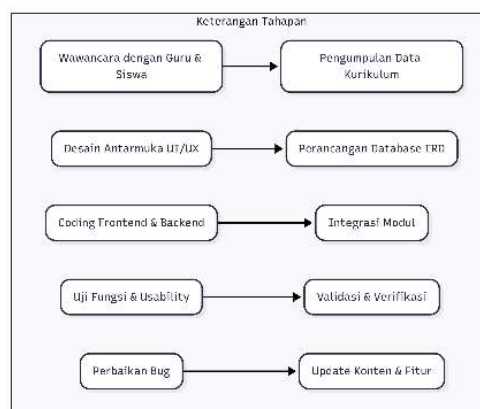 Keterangan Tahapan
Wawancara dengan Guru &
Siswa
Pengumpulan Data
Kurikulum
Desain Antarmuka UI/UX
Perancangan Database ERD
Coding Frontend & Backend
Integrasi Modul
Uji Fungsi & Usability
Validasi & Verifikasi
Perbaikan Bug
Update Konten & Fitur